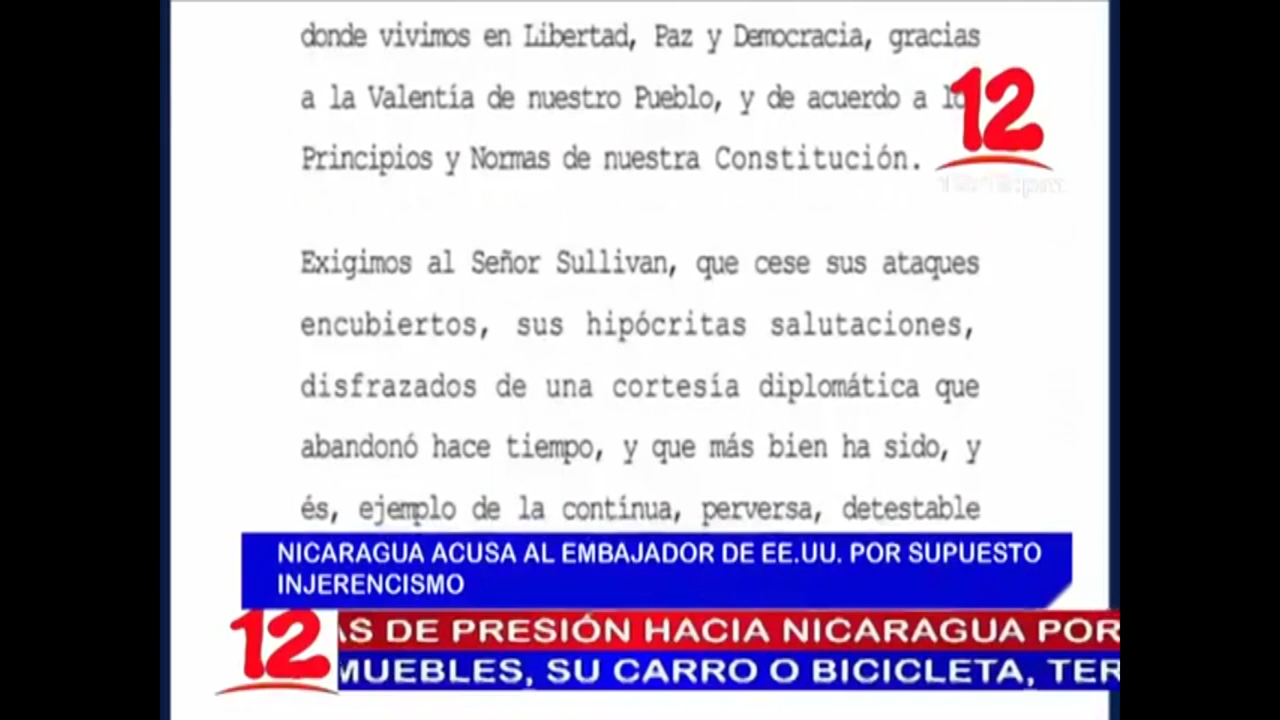 donde vivimos en Libertad, Paz y Democracia, gracias
a la Valentía de nuestro Pueblo, y de acuerdo a
12
Principios y Normas de nuestra Constitución.
Exigimos al Señor Sullivan, que cese sus ataques
encubiertos, sus hipócritas salutaciones,
disfrazados de una cortesía diplomática que
abandonó hace tiempo, y que más bien ha sido, y
és, ejemplo de la contínua, perversa, detestable
NICARAGUA ACUSA AL EMBAJADOR DE EE.UU. POR SUPUESTO
INJERENCISMO
12
AS DE PRESIÓN HACIA NICARAGUA POR
MUEBLES, SU CARRO O BICICLETA, TER